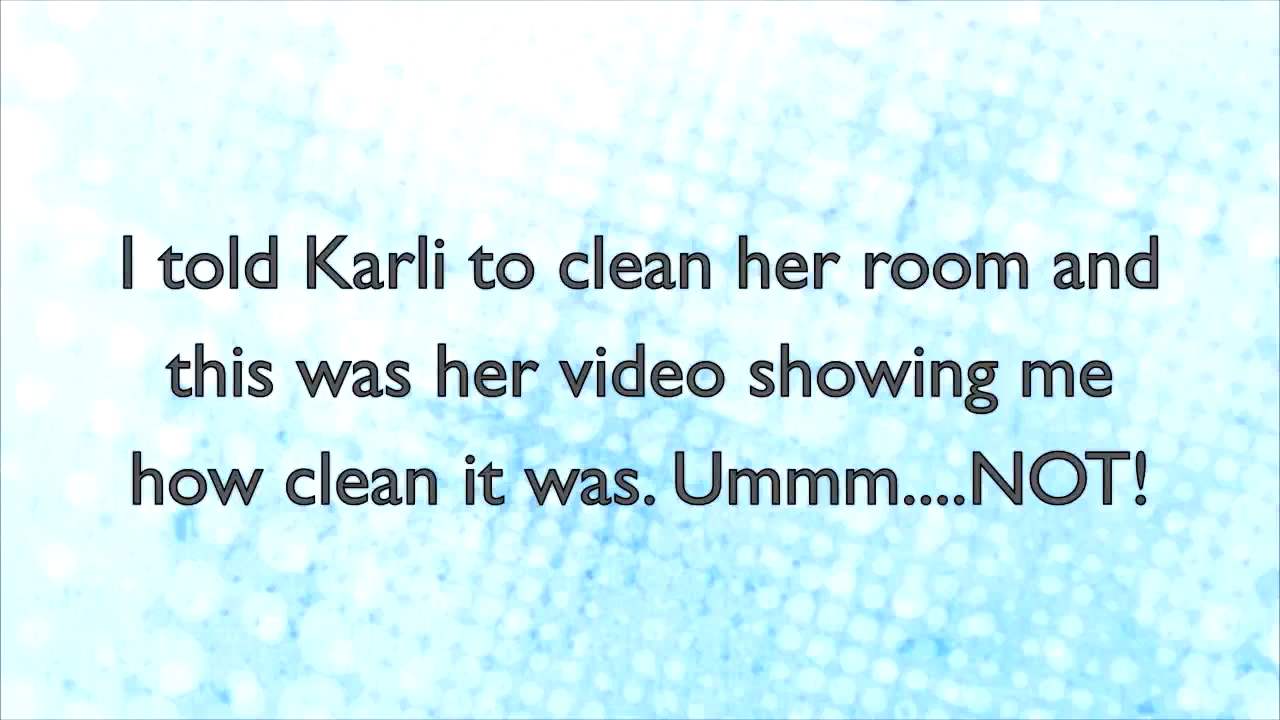 I told Karli to clean her room and
this was her video showing me
how clean it was. Ummm....NOT!